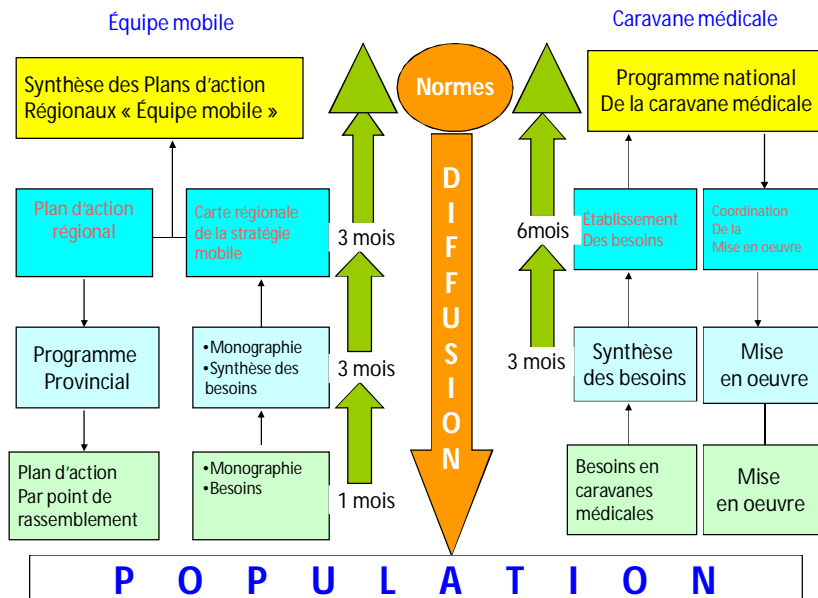 Équipe mobile
Caravane médicale
Synthèse des Plans d'action
Régionaux « Équipe mobile »
Normes
Programme national
De la caravane médicale
Plan d'action
régional
Carte régionale
de la stratégie
mobile
3 mois
DIFFUSION
6mois
Établissement
Des besoins
Coordination
De la
Mise en oeuvre
Programme
Provincial
•Monographie
•Synthèse des
besoins
3 mois
3 mois
Synthèse
des besoins
Mise
en oeuvre
Plan d'action
Par point de
rassemblement
•Monographie
•Besoins
1 mois
Besoins en
caravanes
médicales
Mise
en oeuvre
P O P U L A T I O N